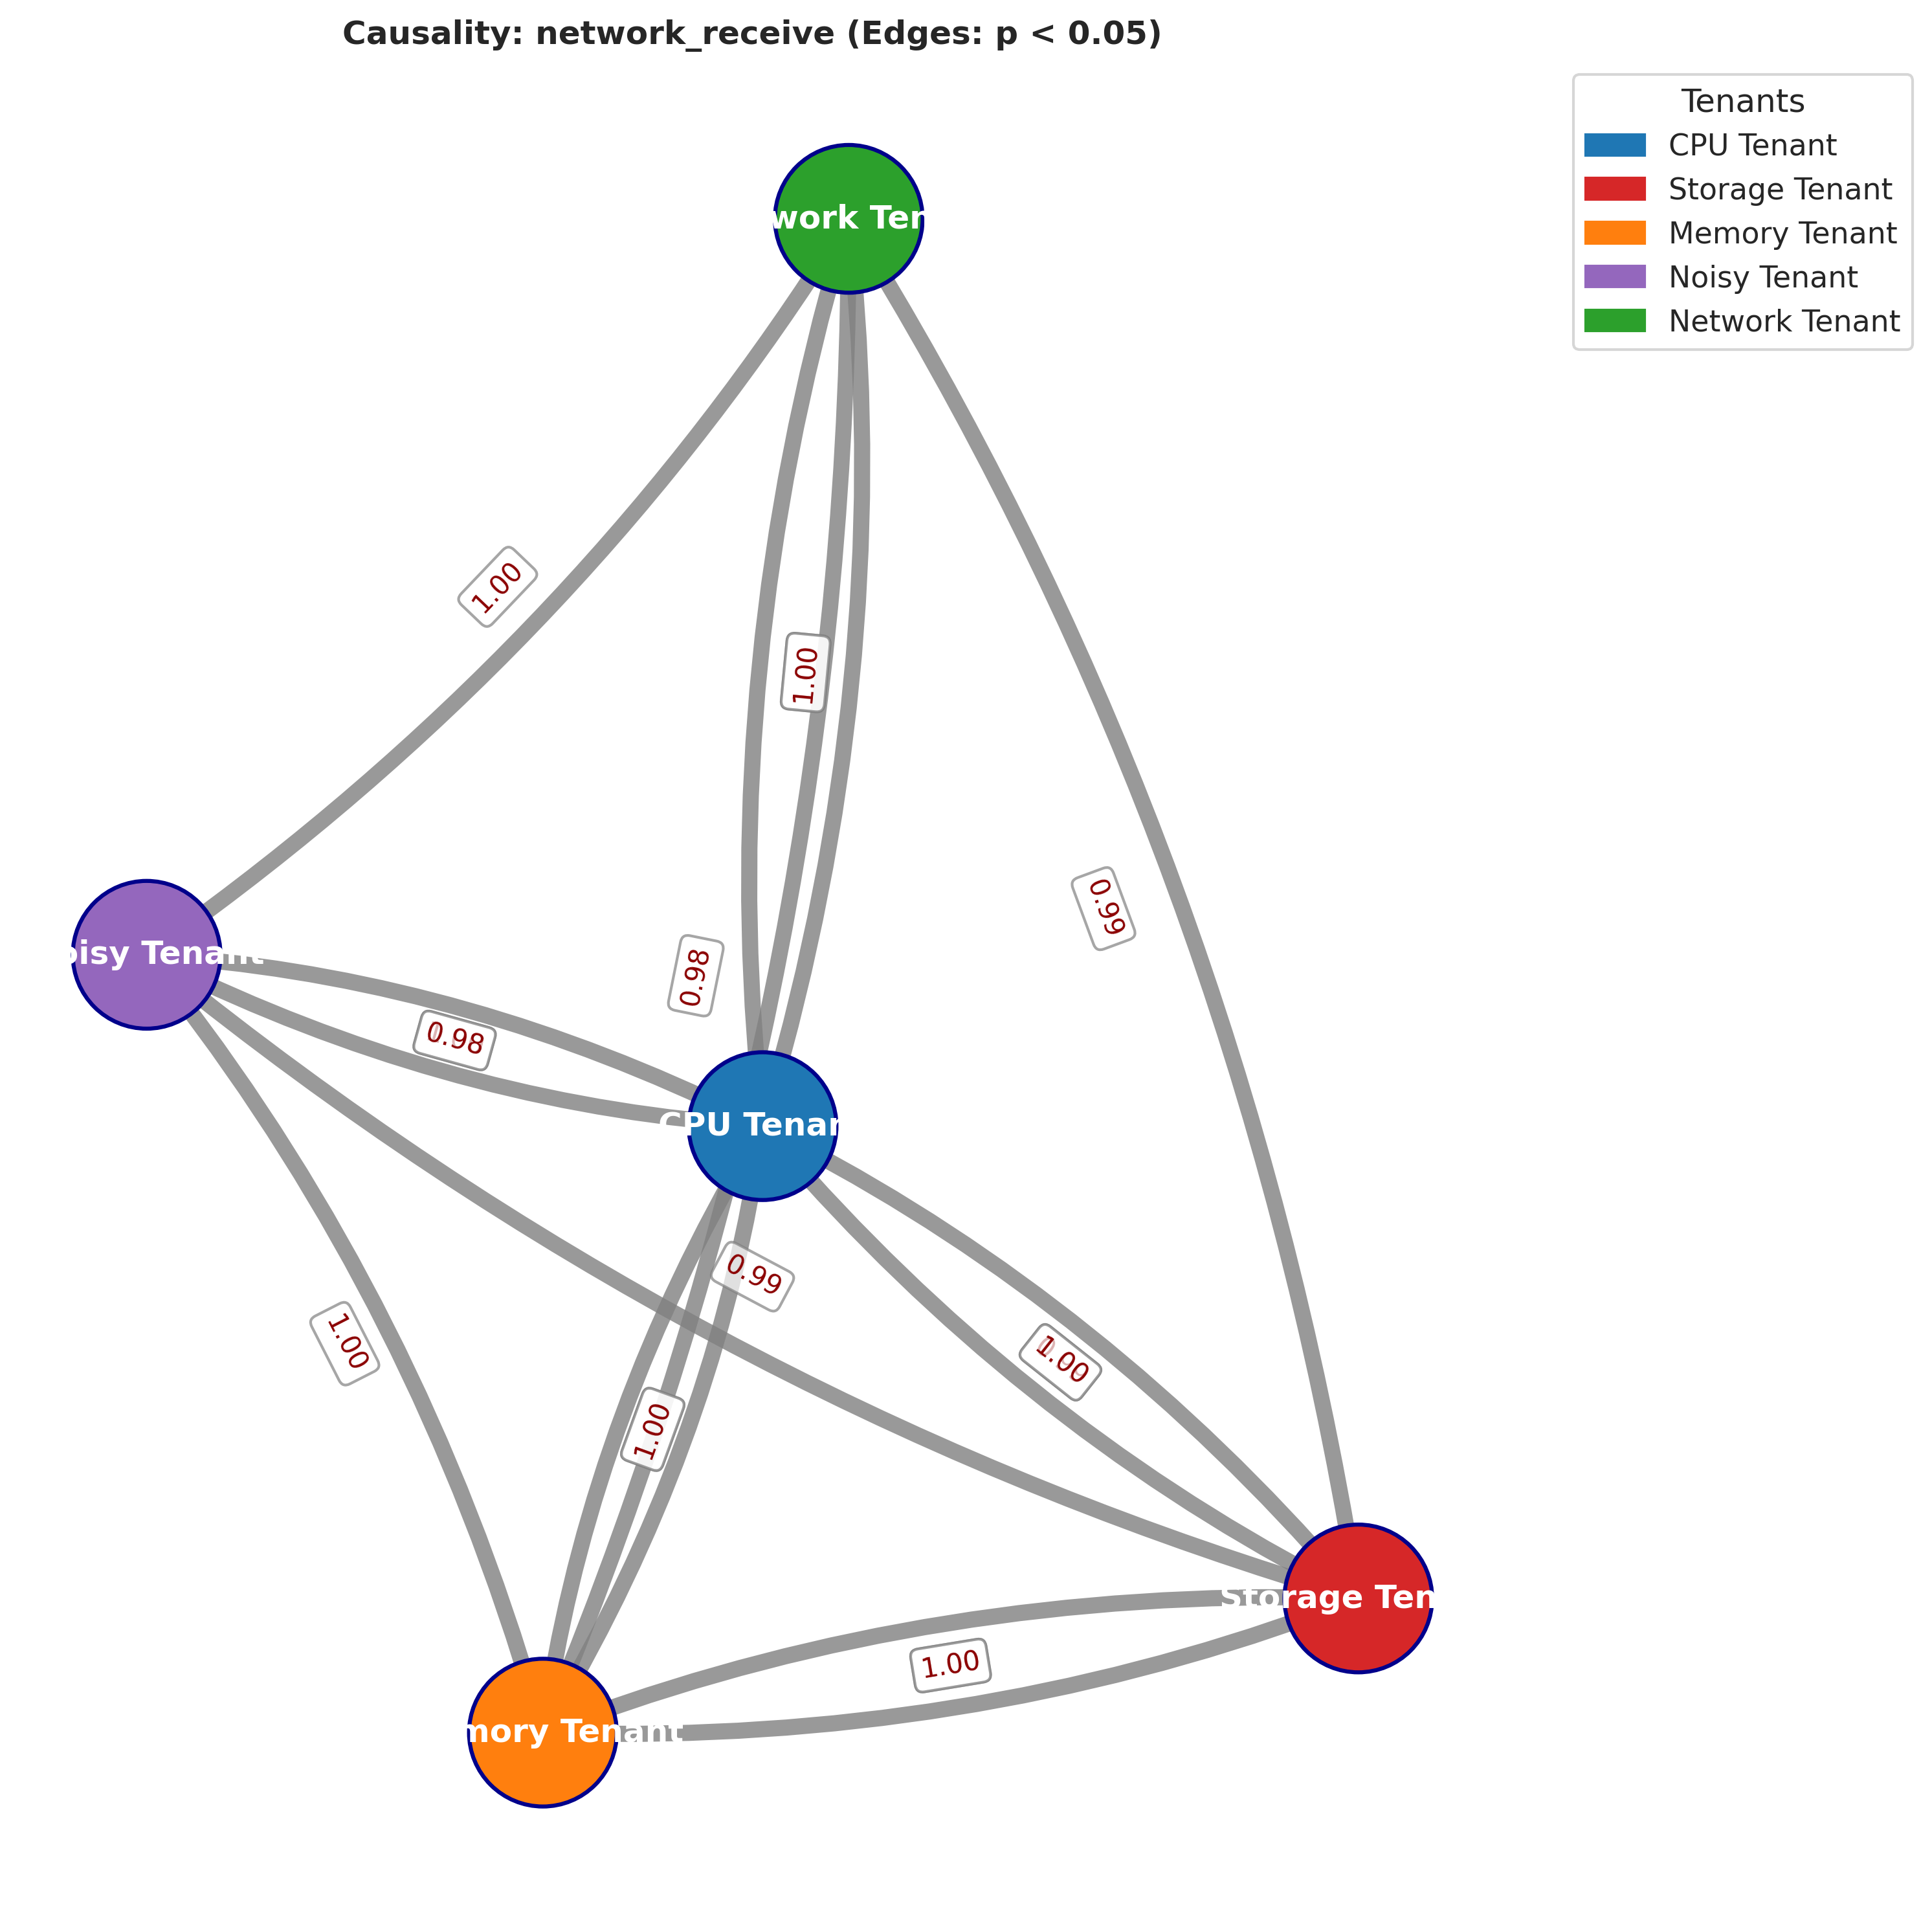 Causality: network_receive (Edges: p < 0.05)
Tenants
CPU Tenant
Storage Tenant
Memory Tenant
Noisy Tenant
Network Tenant
work Ten
1.00
1.00
0.99
0.98
oisy Tenant
0.98
CPU Tenan
0.99
1.00
1.00
1.00
Storage Ten
1.00
mory Tenant